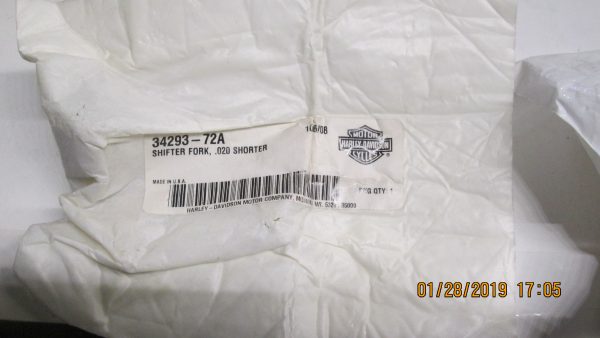 34293-72A
SHIFTER FORK, .020 SHORTER
MOTOR
HARLEY-DAVIDSON
CYCLES
®
MADE IN U.S.A.
QTY: 1
HARLEY-DAVIDSON MOTOR COMPANY,
01/28/2019 17:05